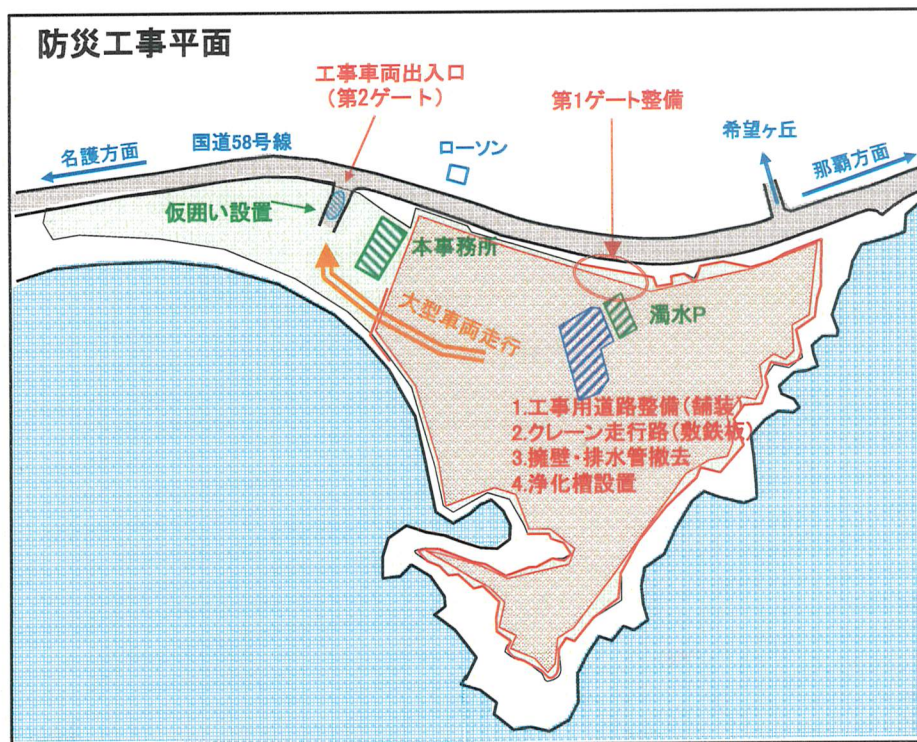 防災工事平面
工事車両出入口
(第2ゲート)
第1ゲート整備
希望ヶ丘
那覇方面
名護方面
国道58号線
ローソン
仮囲い設置
本事務所
大型車両走行
濁水P
1.工事用道路整備(舗装)
2.クレーン走行路(敷鉄板)
3.擁壁・排水管撤去
4.浄化槽設置